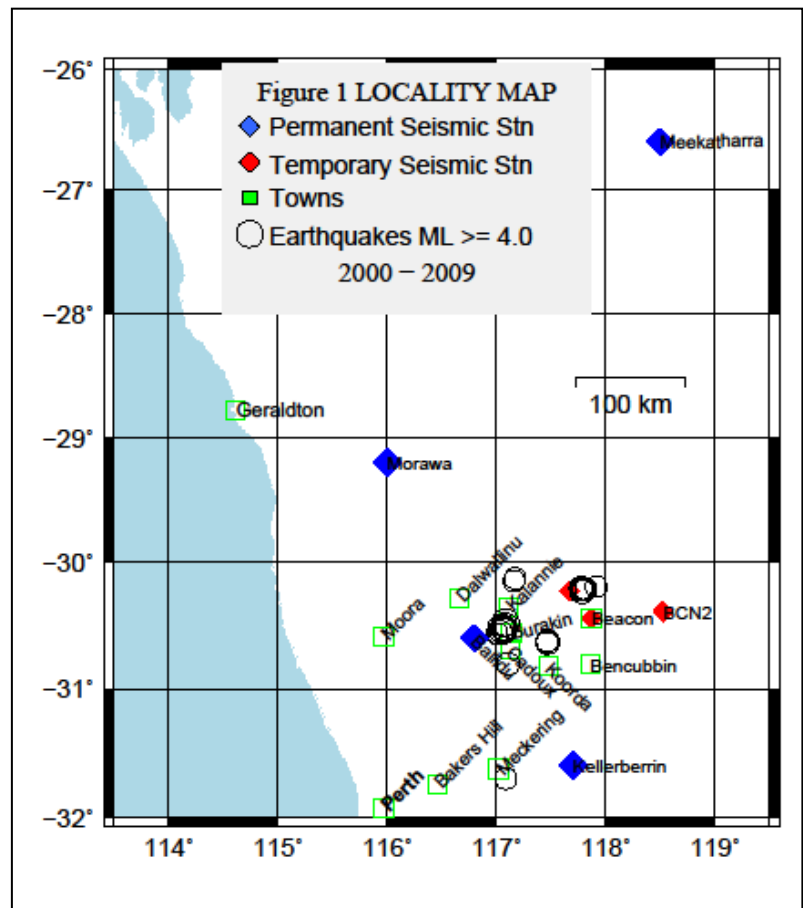 Figure 1 LOCALITY MAP
Permanent Seismic Stn
Temporary Seismic Stn
Towns
Earthquakes ML >= 4.0
2000 − 2009
−26°
−27°
−28°
−29°
−30°
−31°
−32°
Meekatharra
100 km
Geraldton
Morawa
Dalwallinu
Kalannie
Moora
Burakin
Beacon
BCN2
Ballidu
Cadoux
Koorda
Bencubbin
Bakers Hill
Meckering
Kellerberrin
Perth
114°
115°
116°
117°
118°
119°